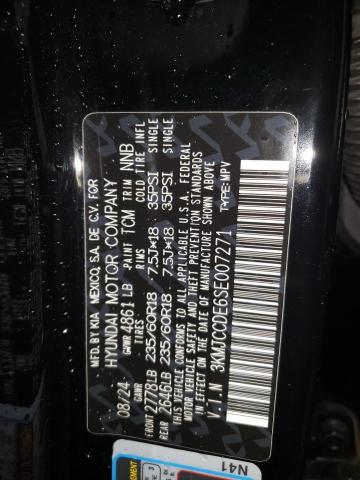 MFD. BY KIA MEXICO, S.A. DE C.V. FOR
HYUNDAI MOTOR COMPANY
08/24 GVWR 4861 LB PAINT TCM TRIM NNB
GAWR TIRES RIMS COLD TIRE INFL
FRONT 2778LB 235/60R18 7.5J×18 35PSI SINGLE
REAR 2646LB 235/60R18 7.5J×18 35PSI SINGLE
THIS VEHICLE CONFORMS TO ALL APPLICABLE U.S.A. FEDERAL
MOTOR VEHICLE SAFETY AND THEFT PREVENTION STANDARDS
IN EFFECT ON THE DATE OF MANUFACTURE SHOWN ABOVE
V.I.N 3KMJCCDE6SE007271 TYPE:MPV
N41